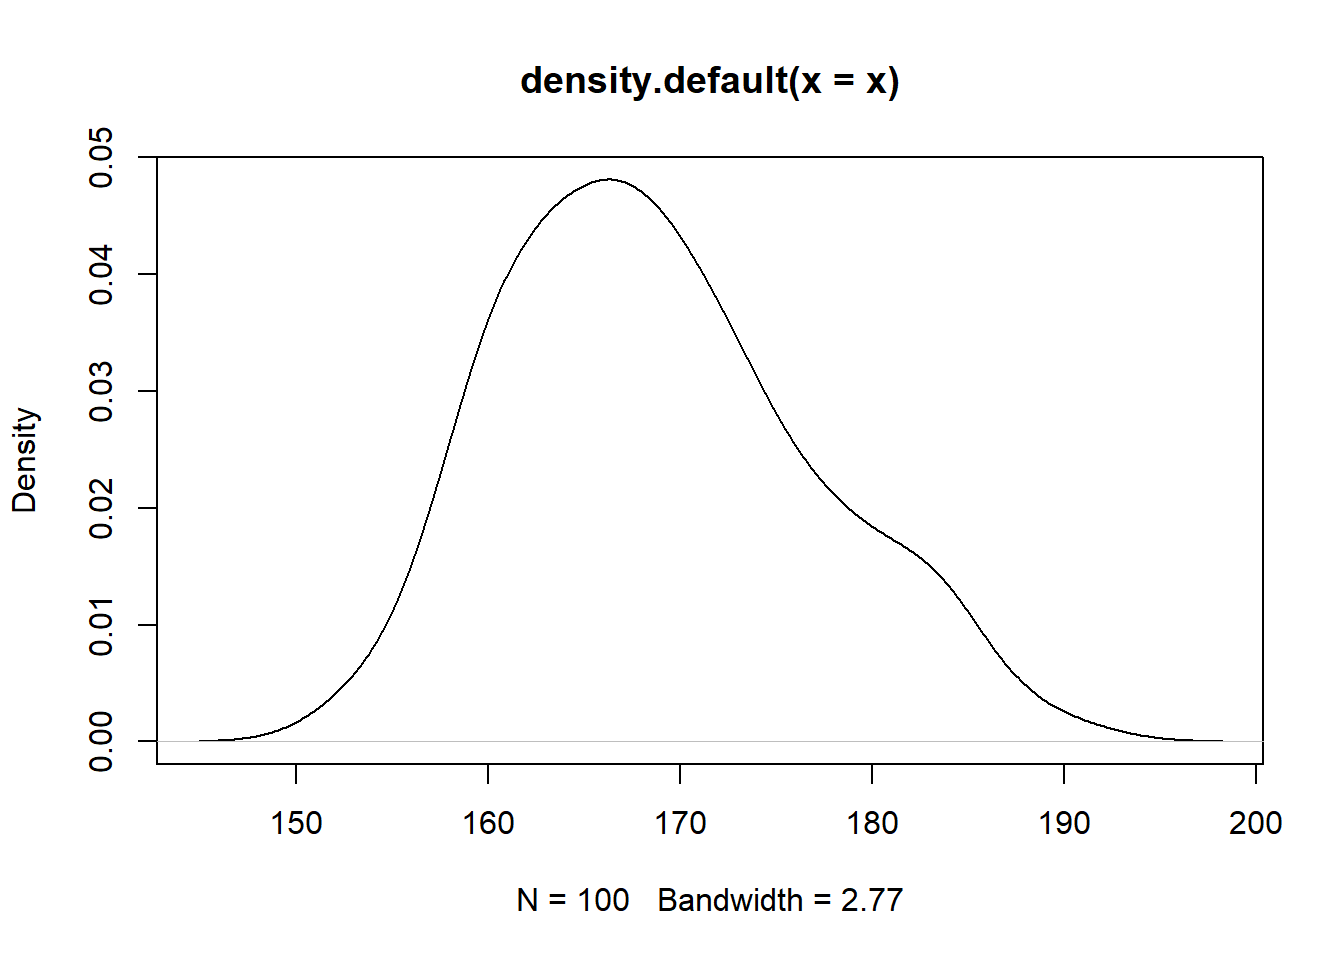 density.default(x = x)
Density
0.05
0.04
0.03
0.02
0.01
0.00
150 160 170 180 190 200
N = 100 Bandwidth = 2.77